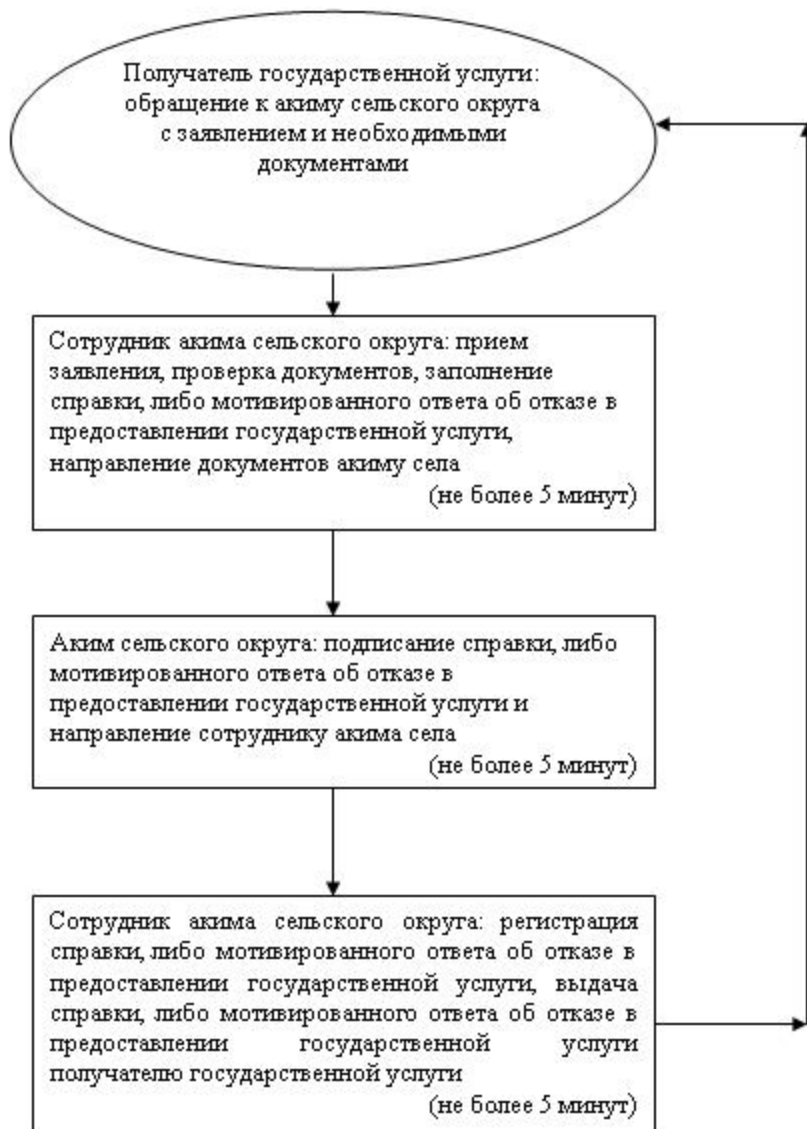 Получатель государственной услуги:
обращение к акиму сельского округа
с заявлением и необходимыми
документами
Сотрудник акима сельского округа: прием
заявления, проверка документов, заполнение
справки, либо мотивированного ответа об отказе в
предоставлении государственной услуги,
направление документов акиму села
(не более 5 минут)
Аким сельского округа: подписание справки, либо
мотивированного ответа об отказе в
предоставлении государственной услуги и
направление сотруднику акима села
(не более 5 минут)
Сотрудник акима сельского округа: регистрация
справки, либо мотивированного ответа об отказе в
предоставлении государственной услуги, выдача
справки, либо мотивированного ответа об отказе в
предоставлении государственной услуги
получателю государственной услуги
(не более 5 минут)